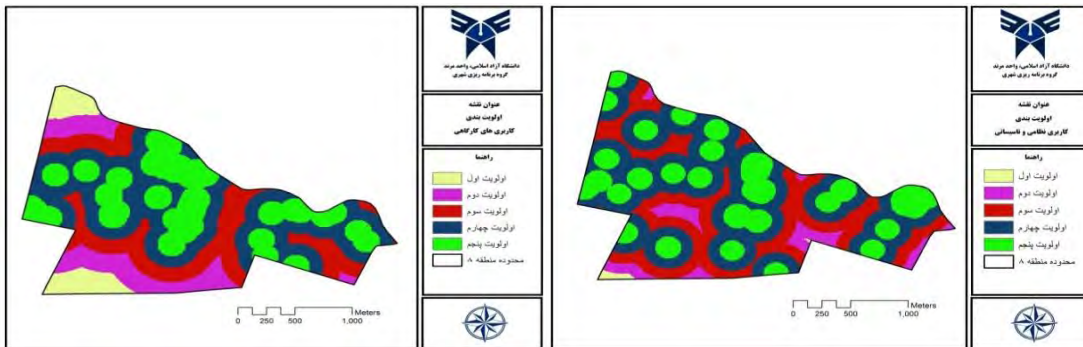 دانشگاه آزاد اسلامی، واحد مرند
گروه برنامه ریزی شهری
عنوان نقشه
اولویت بندی
کاربری های کارگاهی
راهنما
اولویت اول
اولویت دوم
اولویت سوم
اولویت چهارم
اولویت پنجم
محدوده منطقه ۸
Meters
0 250 500 1,000
دانشگاه آزاد اسلامی، واحد مرند
گروه برنامه ریزی شهری
عنوان نقشه
اولویت بندی
کاربری نظامی و تاسیساتی
راهنما
اولویت اول
اولویت دوم
اولویت سوم
اولویت چهارم
اولویت پنجم
محدوده منطقه ۸
Meters
0 250 500 1,000